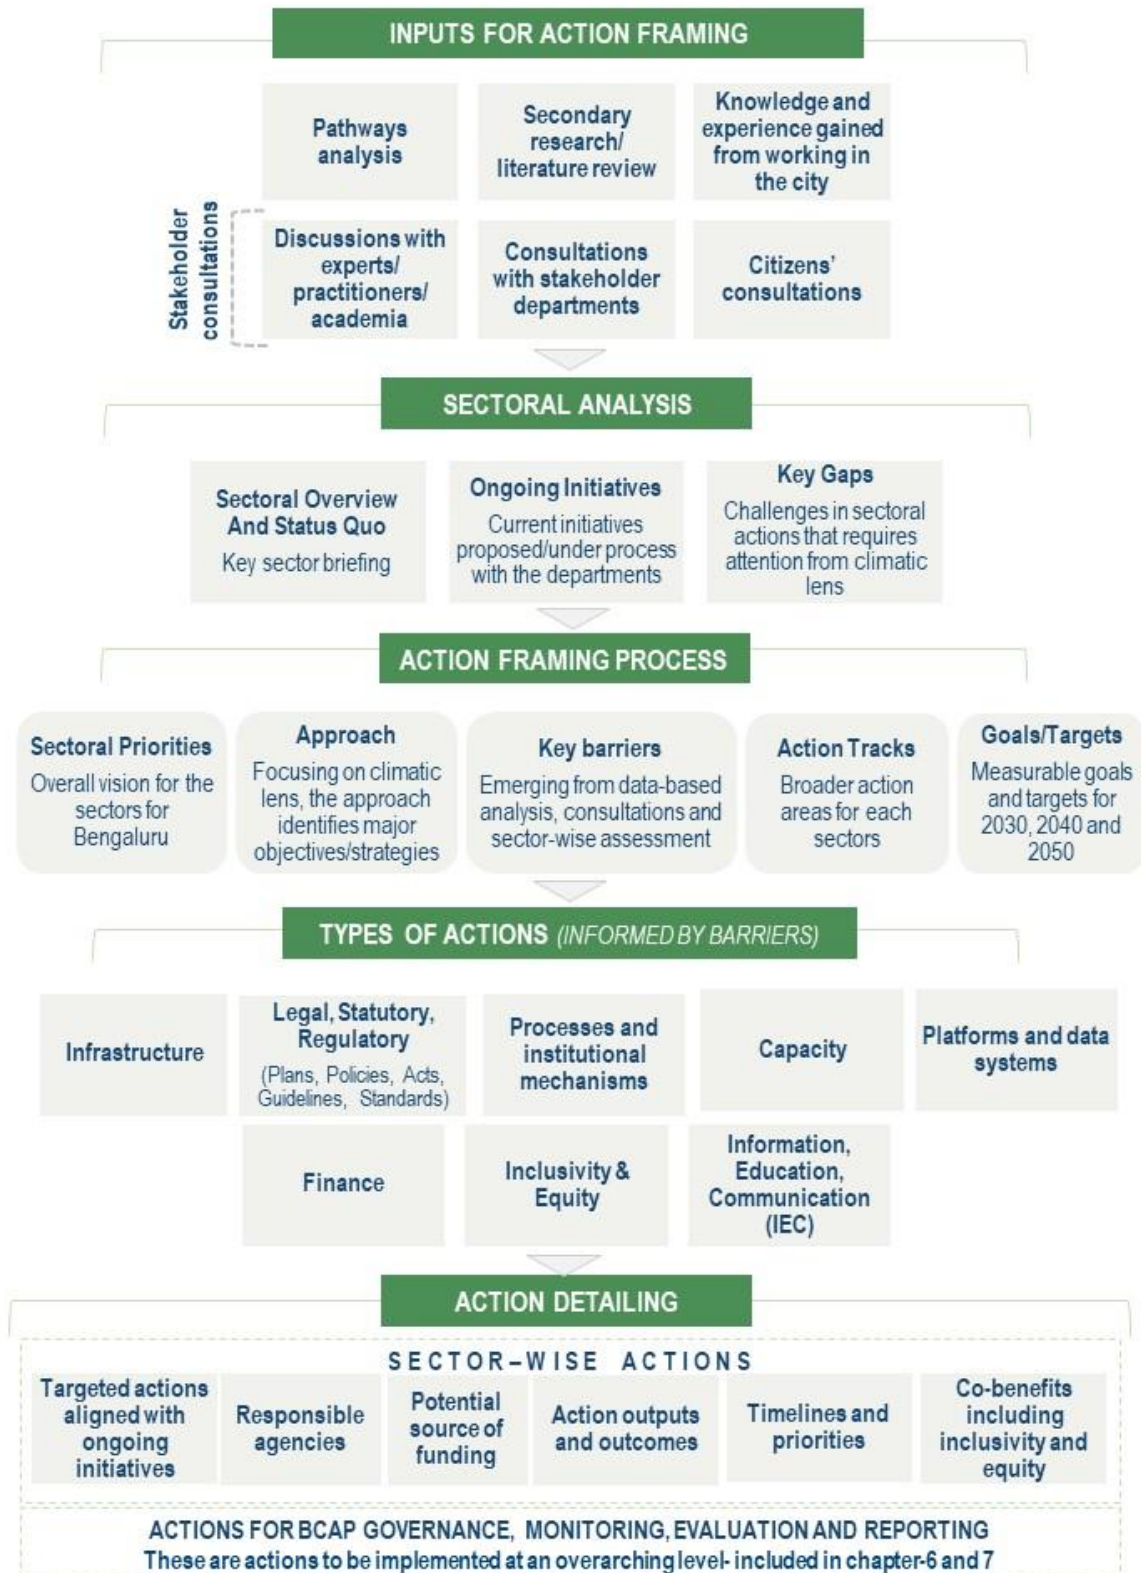 INPUTS FOR ACTION FRAMING
Pathways
analysis
Secondary
research/
literature review
Knowledge and
experience gained
from working in
the city
Stakeholder
consultations
Discussions with
experts/
practitioners/
academia
Consultations
with stakeholder
departments
Citizens'
consultations
SECTORAL ANALYSIS
Sectoral Overview
And Status Quo
Key sector briefing
Ongoing Initiatives
Current initiatives
proposed/under process
with the departments
Key Gaps
Challenges in sectoral
actions that requires
attention from climatic
lens
ACTION FRAMING PROCESS
Sectoral Priorities
Overall vision for the
sectors for
Bengaluru
Approach
Focusing on climatic
lens, the approach
identifies major
objectives/strategies
Key barriers
Emerging from data-based
analysis, consultations and
sector-wise assessment
Action Tracks
Broader action
areas for each
sectors
Goals/Targets
Measurable goals
and targets for
2030, 2040 and
2050
TYPES OF ACTIONS (INFORMED BY BARRIERS)
Infrastructure
Legal, Statutory,
Regulatory
(Plans, Policies, Acts,
Guidelines, Standards)
Processes and
institutional
mechanisms
Capacity
Platforms and data
systems
Finance
Inclusivity &
Equity
Information,
Education,
Communication
(IEC)
ACTION DETAILING
SECTOR–WISE ACTIONS
Targeted actions
aligned with
ongoing
initiatives
Responsible
agencies
Potential
source of
funding
Action outputs
and outcomes
Timelines and
priorities
Co-benefits
including
inclusivity and
equity
ACTIONS FOR BCAP GOVERNANCE, MONITORING, EVALUATION AND REPORTING
These are actions to be implemented at an overarching level- included in chapter-6 and 7